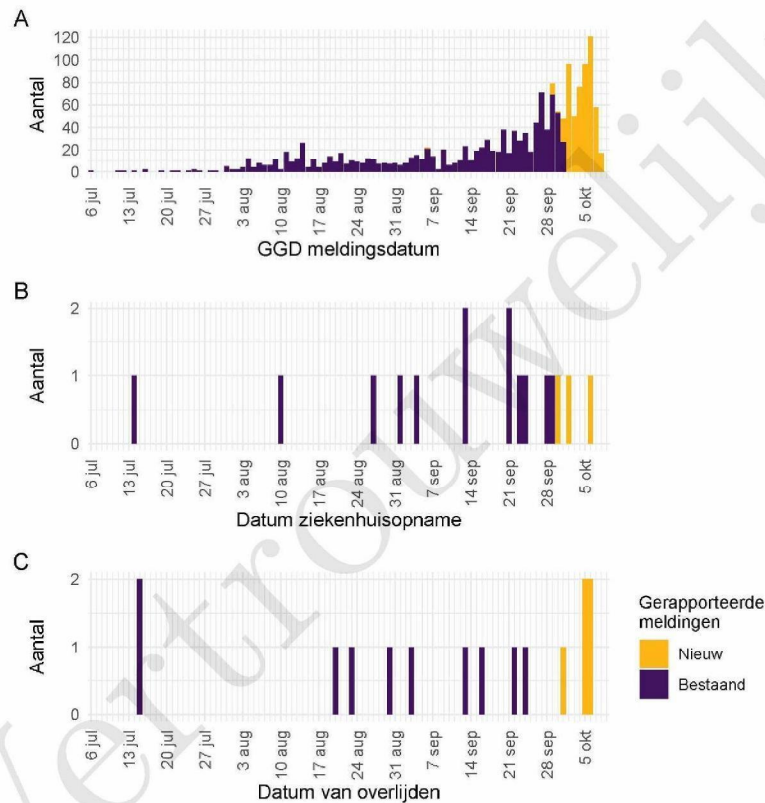 A
120
100
80
60
40
20
0
Aantal
6 jul
13 jul
20 jul
27 jul
3 aug
10 aug
17 aug
24 aug
31 aug
7 sep
14 sep
21 sep
28 sep
5 okt
GGD meldingsdatum
B
2
1
0
Aantal
6 jul
13 jul
20 jul
27 jul
3 aug
10 aug
17 aug
24 aug
31 aug
7 sep
14 sep
21 sep
28 sep
5 okt
Datum ziekenhuisopname
C
2
1
0
Aantal
6 jul
13 jul
20 jul
27 jul
3 aug
10 aug
17 aug
24 aug
31 aug
7 sep
14 sep
21 sep
28 sep
5 okt
Datum van overlijden
Gerapporteerde
meldingen
Nieuw
Bestaand
Vertrouwelijk